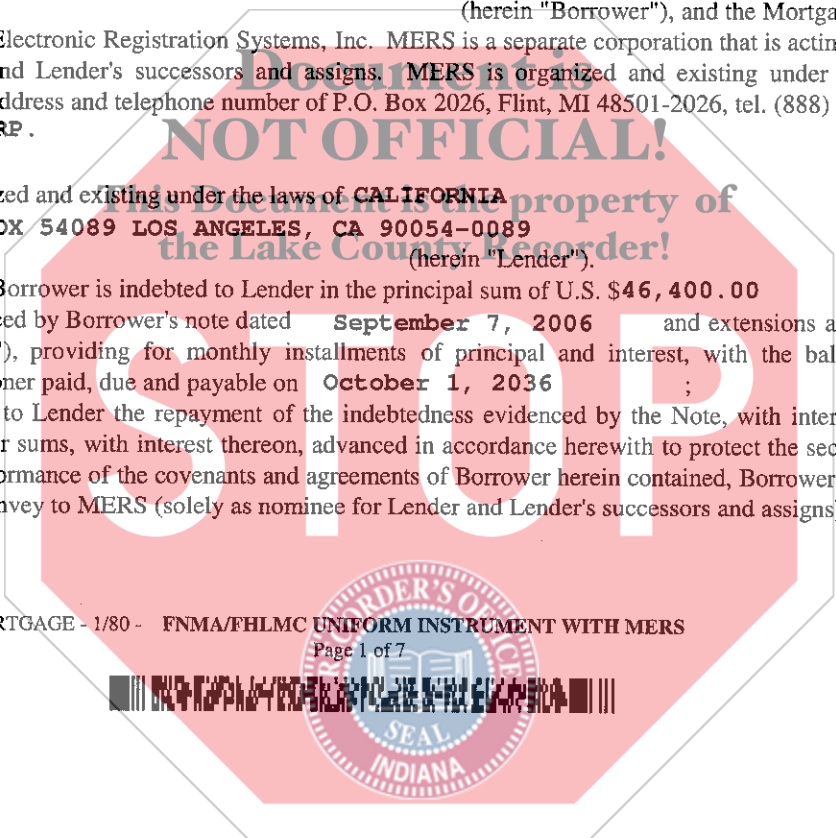 (herein "Borrower"), and the Mortga
Electronic Registration Systems, Inc. MERS is a separate corporation that is actin
nd Lender's successors and assigns. MERS is organized and existing under
Document is
ddress and telephone number of P.O. Box 2026, Flint, MI 48501-2026, tel. (888)
RP.
NOT OFFICIAL!
zed and existing under the laws of CALIFORNIA
This Document is the property of
OX 54089 LOS ANGELES, CA 90054-0089
the Lake County Recorder!
(herein "Lender").
Borrower is indebted to Lender in the principal sum of U.S. $46,400.00
ced by Borrower's note dated September 7, 2006 and extensions a
"), providing for monthly installments of principal and interest, with the bal
ner paid, due and payable on October 1, 2036 ;
to Lender the repayment of the indebtedness evidenced by the Note, with inter
r sums, with interest thereon, advanced in accordance herewith to protect the sec
ormance of the covenants and agreements of Borrower herein contained, Borrower
nvey to MERS (solely as nominee for Lender and Lender's successors and assigns)
STOP
RTGAGE - 1/80 - FNMA/FHLMC UNIFORM INSTRUMENT WITH MERS
Page 1 of 7
RECORDER'S OFFICE
SEAL
INDIANA